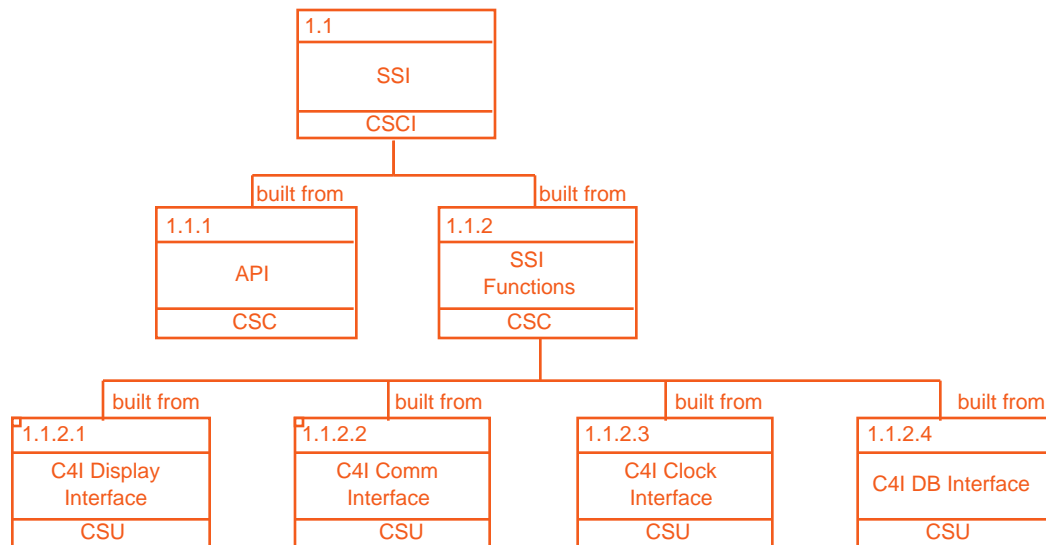 1.1
SSI
CSCI
built from
built from
1.1.1
API
CSC
1.1.2
SSI
Functions
CSC
built from
built from
built from
built from
1.1.2.1
C4I Display
Interface
CSU
1.1.2.2
C4I Comm
Interface
CSU
1.1.2.3
C4I Clock
Interface
CSU
1.1.2.4
C4I DB Interface
CSU